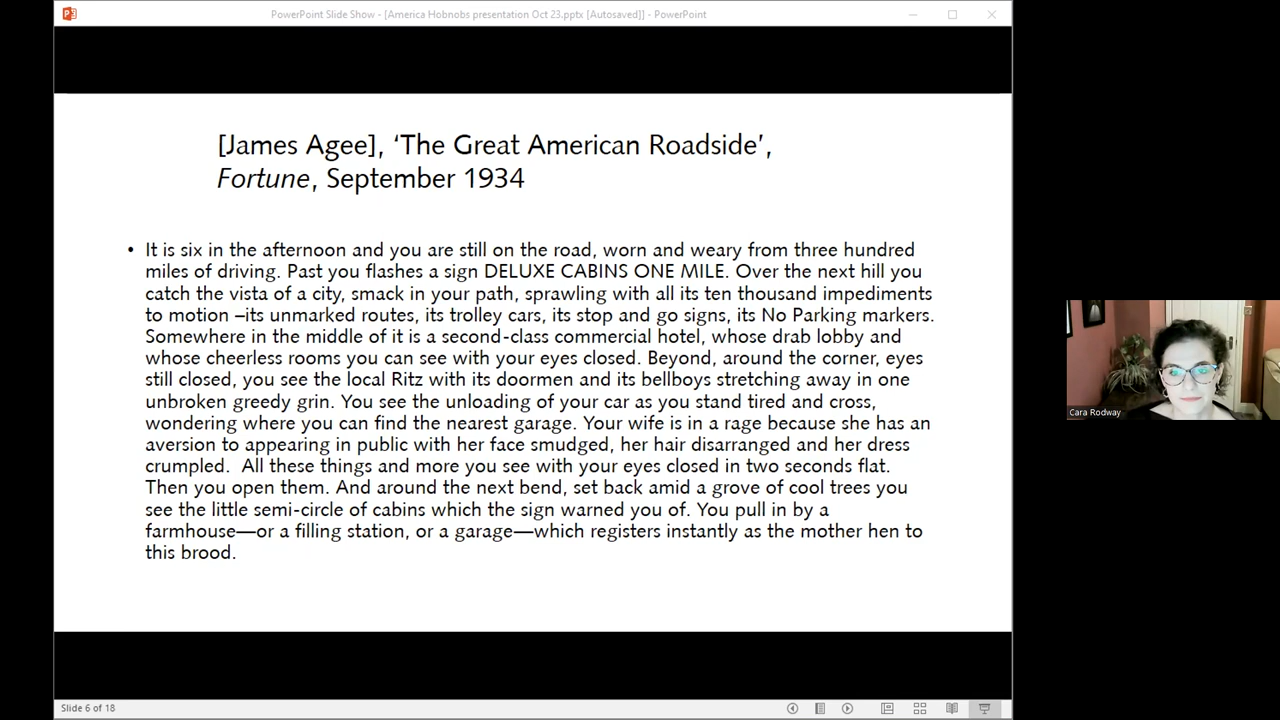 PowerPoint Slide Show - [America Hobnobs presentation Oct 23.pptx [Autosaved]] - PowerPoint
[James Agee], ‘The Great American Roadside’,
Fortune, September 1934
• It is six in the afternoon and you are still on the road, worn and weary from three hundred
miles of driving. Past you flashes a sign DELUXE CABINS ONE MILE. Over the next hill you
catch the vista of a city, smack in your path, sprawling with all its ten thousand impediments
to motion –its unmarked routes, its trolley cars, its stop and go signs, its No Parking markers.
Somewhere in the middle of it is a second-class commercial hotel, whose drab lobby and
whose cheerless rooms you can see with your eyes closed. Beyond, around the corner, eyes
still closed, you see the local Ritz with its doormen and its bellboys stretching away in one
unbroken greedy grin. You see the unloading of your car as you stand tired and cross,
wondering where you can find the nearest garage. Your wife is in a rage because she has an
aversion to appearing in public with her face smudged, her hair disarranged and her dress
crumpled.  All these things and more you see with your eyes closed in two seconds flat.
Then you open them. And around the next bend, set back amid a grove of cool trees you
see the little semi-circle of cabins which the sign warned you of. You pull in by a
farmhouse—or a filling station, or a garage—which registers instantly as the mother hen to
this brood.
Cara Rodway
Slide 6 of 18